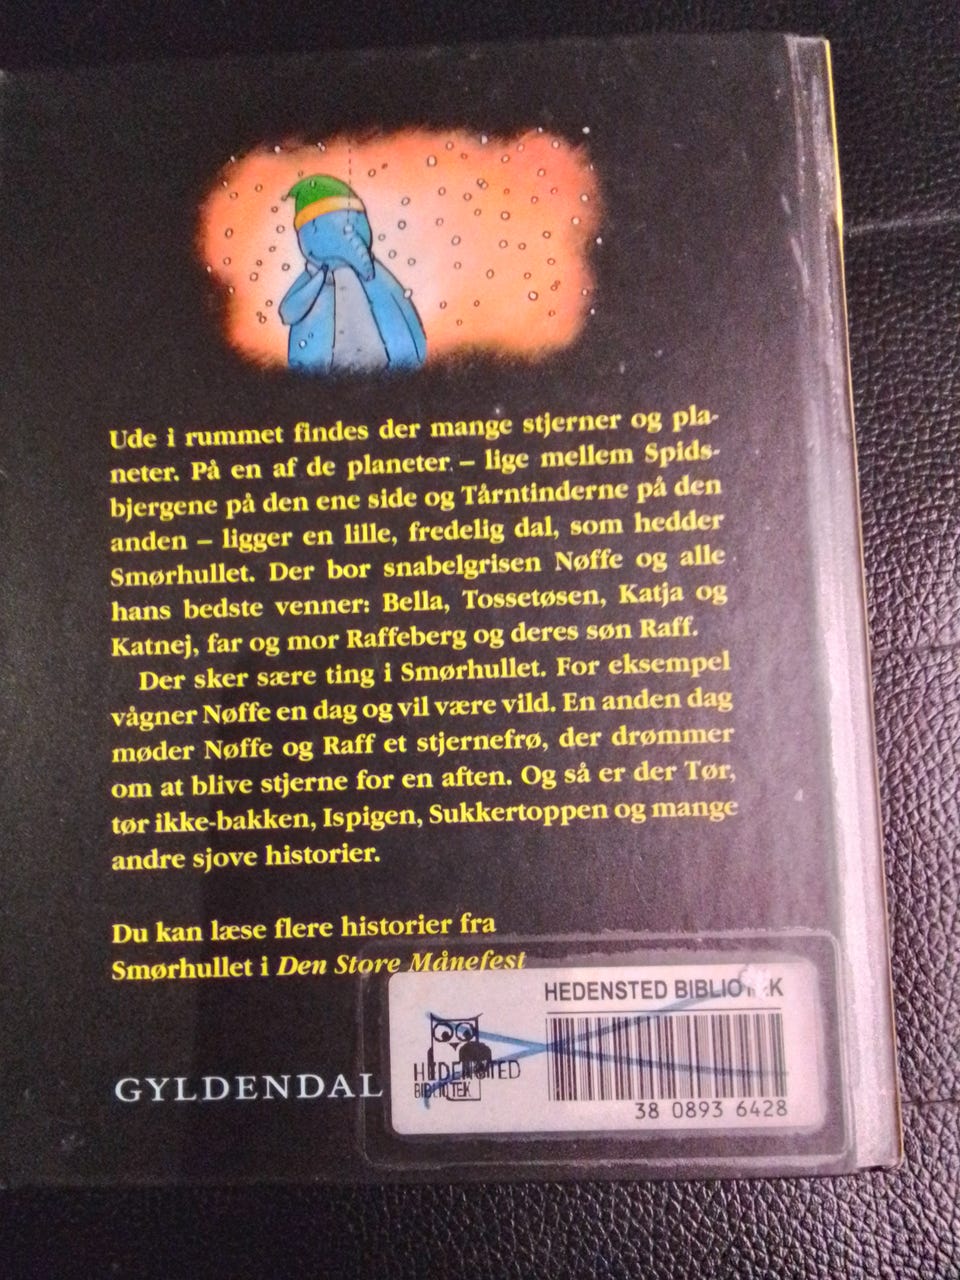 Ude i rummet findes der mange stjerner og pla-
neter. På en af de planeter – lige mellem Spids-
bjergene på den ene side og Tårntinderne på den
anden – ligger en lille, fredelig dal, som hedder
Smørhullet. Der bor snabelgrisen Nøffe og alle
hans bedste venner: Bella, Tossetøsen, Katja og
Katnej, far og mor Raffeberg og deres søn Raff.
Der sker sære ting i Smørhullet. For eksempel
vågner Nøffe en dag og vil være vild. En anden dag
møder Nøffe og Raff et stjernefrø, der drømmer
om at blive stjerne for en aften. Og så er der Tør,
tør ikke-bakken, Ispigen, Sukkertoppen og mange
andre sjove historier.
Du kan læse flere historier fra
Smørhullet i Den Store Månefest
HEDENSTED BIBLIOTEK
HEDENSTED
BIBLIOTEK
38 0893 6428
GYLDENDAL